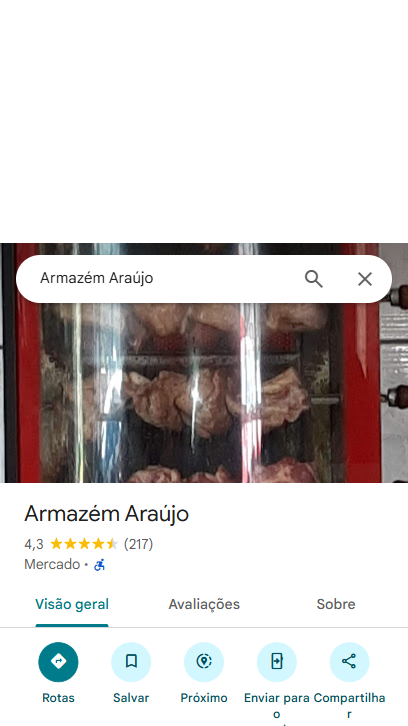 Armazém Araújo
Armazém Araújo
4,3 (217)
Mercado •
Visão geral Avaliações Sobre
Rotas Salvar Próximo Enviar para o Compartilhar